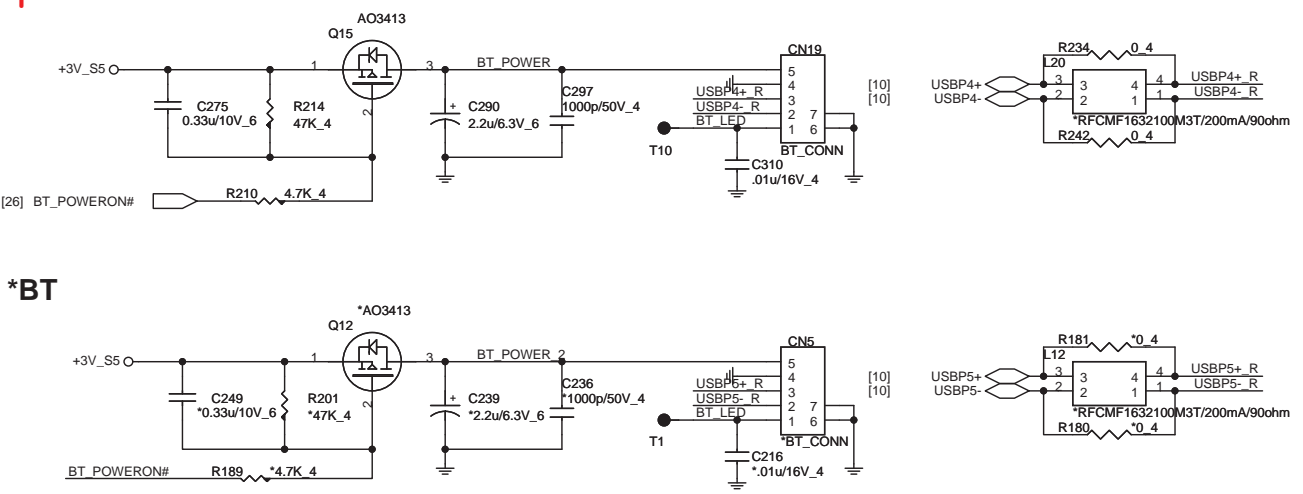 AO3413
Q15
+3V_S5
1
3
2
BT_POWER
C275
0.33u/10V_6
R214
47K_4
+
C290
2.2u/6.3V_6
C297
1000p/50V_4
[26] BT_POWERON#
R210
4.7K_4
CN19
5
4
3
2
1
7
6
BT_CONN
USBP4+_R
USBP4-_R
BT_LED
T10
C310
.01u/16V_4
[10]
[10]
USBP4+
USBP4-
R234
0_4
L20
3
2
3
2
4
1
4
1
USBP4+_R
USBP4-_R
*RFCMF1632100M3T/200mA/90ohm
R242
0_4
*BT
*AO3413
Q12
+3V_S5
1
3
2
BT_POWER_2
C249
*0.33u/10V_6
R201
*47K_4
+
C239
*2.2u/6.3V_6
C236
*1000p/50V_4
BT_POWERON#
R189
*4.7K_4
CN5
5
4
3
2
1
7
6
*BT_CONN
USBP5+_R
USBP5-_R
BT_LED
T1
C216
*.01u/16V_4
[10]
[10]
USBP5+
USBP5-
R181
*0_4
L12
3
2
3
2
4
1
4
1
USBP5+_R
USBP5-_R
*RFCMF1632100M3T/200mA/90ohm
R180
*0_4